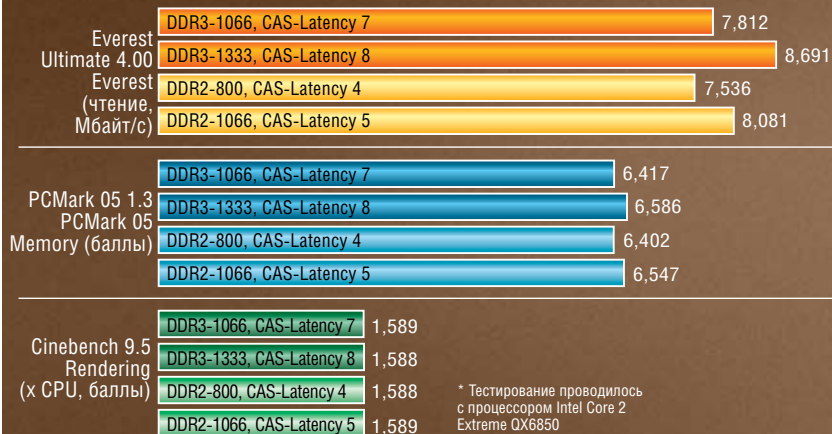 Everest
Ultimate 4.00
Everest
(чтение,
Мбайт/с)
DDR3-1066, CAS-Latency 7 7,812
DDR3-1333, CAS-Latency 8 8,691
DDR2-800, CAS-Latency 4 7,536
DDR2-1066, CAS-Latency 5 8,081
PCMark 05 1.3
PCMark 05
Memory (баллы)
DDR3-1066, CAS-Latency 7 6,417
DDR3-1333, CAS-Latency 8 6,586
DDR2-800, CAS-Latency 4 6,402
DDR2-1066, CAS-Latency 5 6,547
Cinebench 9.5
Rendering
(x CPU, баллы)
DDR3-1066, CAS-Latency 7 1,589
DDR3-1333, CAS-Latency 8 1,588
DDR2-800, CAS-Latency 4 1,588
DDR2-1066, CAS-Latency 5 1,589
* Тестирование проводилось
с процессором Intel Core 2
Extreme QX6850